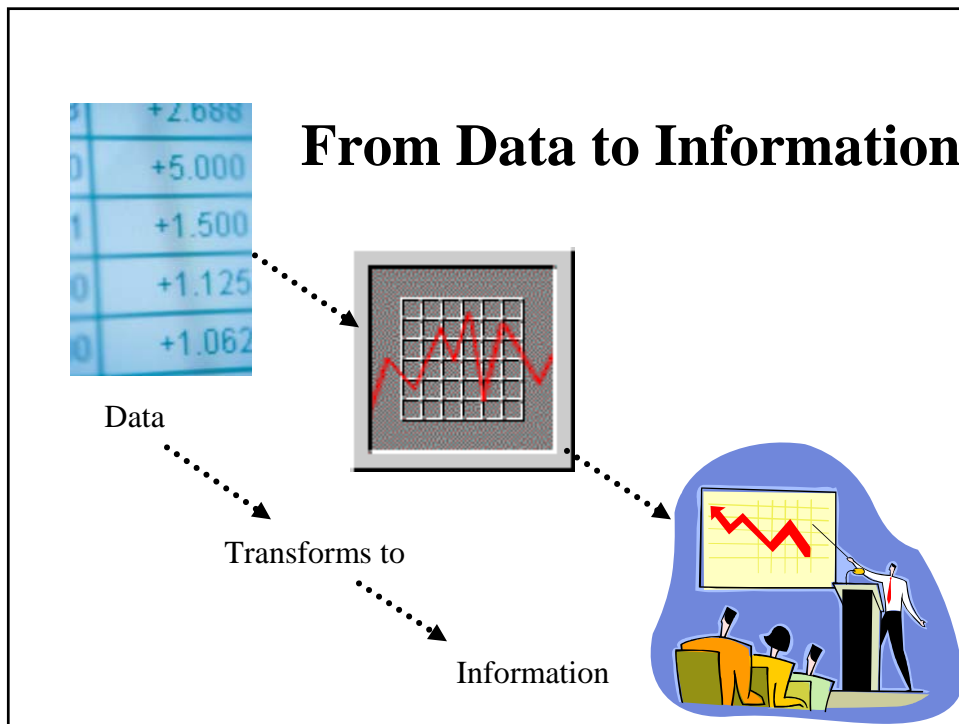 From Data to Information
+2.688
+5.000
+1.500
+1.125
+1.062
Data
Transforms to
Information